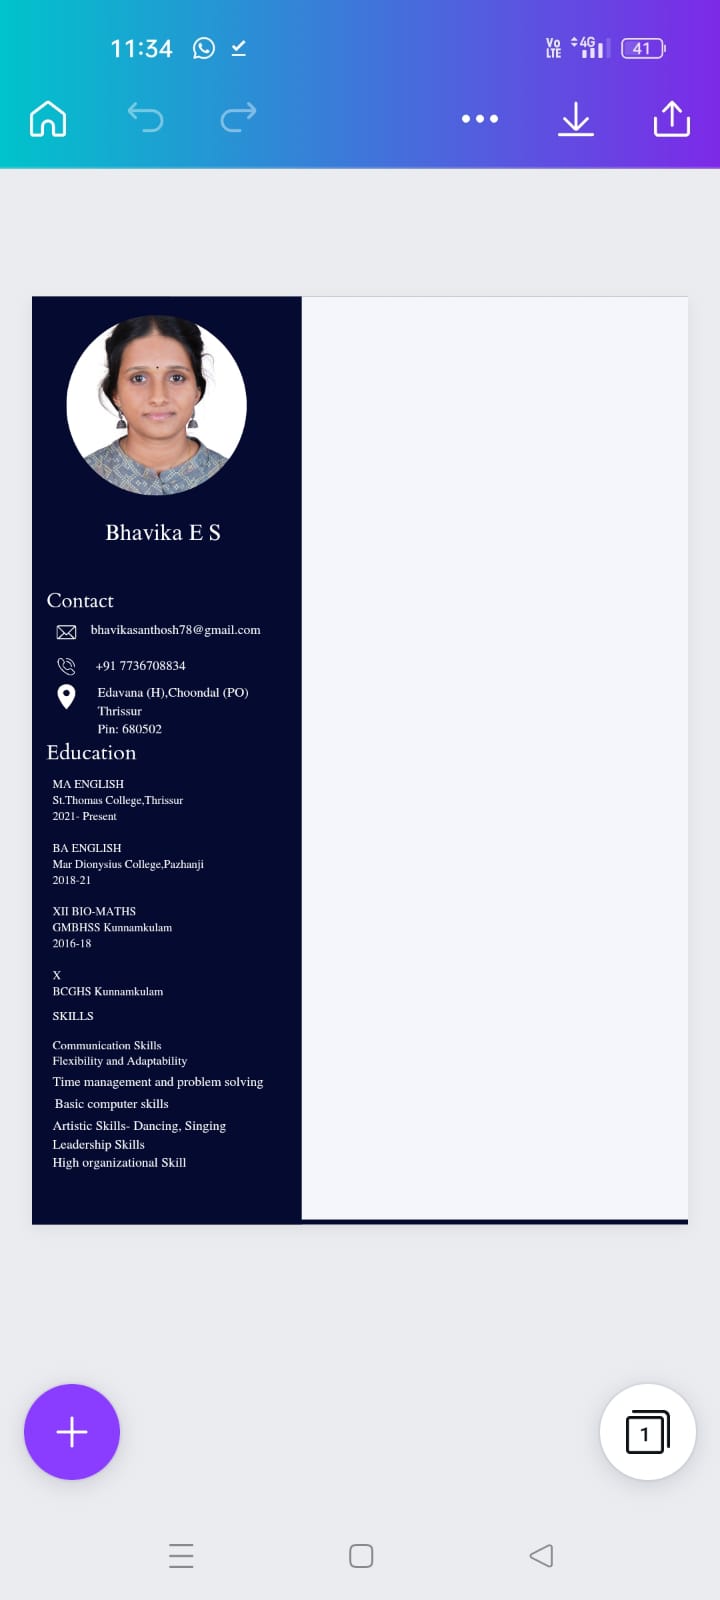 11:34
Vo LTE 4G 41
Bhavika E S
Contact
bhavikasanthosh78@gmail.com
+91 7736708834
Edavana (H),Choondal (PO)
Thrissur
Pin: 680502
Education
MA ENGLISH
St.Thomas College,Thrissur
2021- Present
BA ENGLISH
Mar Dionysius College,Pazhanji
2018-21
XII BIO-MATHS
GMBHSS Kunnamkulam
2016-18
X
BCGHS Kunnamkulam
SKILLS
Communication Skills
Flexibility and Adaptability
Time management and problem solving
Basic computer skills
Artistic Skills- Dancing, Singing
Leadership Skills
High organizational Skill
1